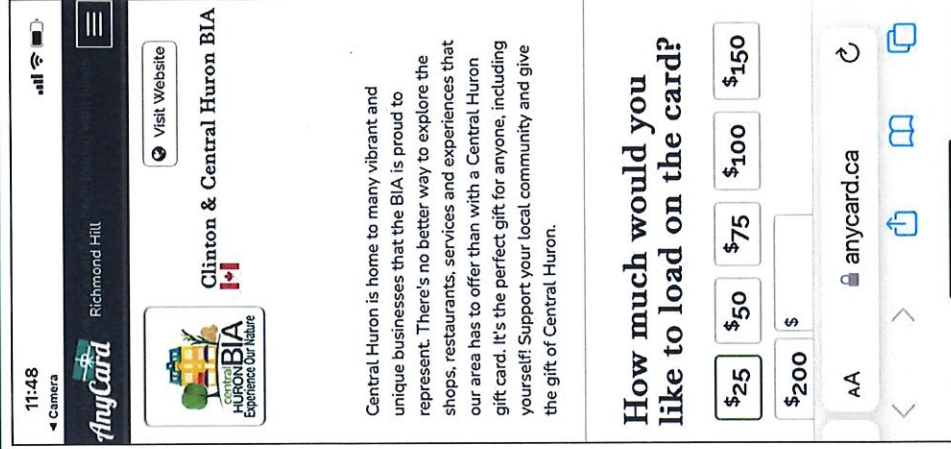 11:48
◀ Camera
AnyCard
Richmond Hill
central
HURONBIA
Experience Our Nature
Visit Website
Clinton & Central Huron BIA
Central Huron is home to many vibrant and
unique businesses that the BIA is proud to
represent. There's no better way to explore the
shops, restaurants, services and experiences that
our area has to offer than with a Central Huron
gift card. It's the perfect gift for anyone, including
yourself! Support your local community and give
the gift of Central Huron.
How much would you
like to load on the card?
$25 $50 $75 $100 $150
$200 $
AA anycard.ca